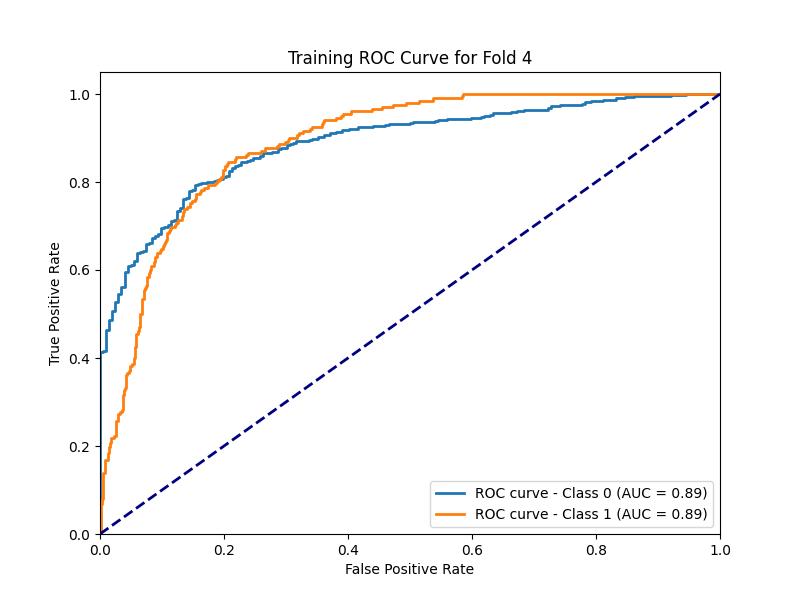 Training ROC Curve for Fold 4
True Positive Rate
1.0
0.8
0.6
0.4
0.2
0.0
0.0 0.2 0.4 0.6 0.8 1.0
False Positive Rate
ROC curve - Class 0 (AUC = 0.89)
ROC curve - Class 1 (AUC = 0.89)